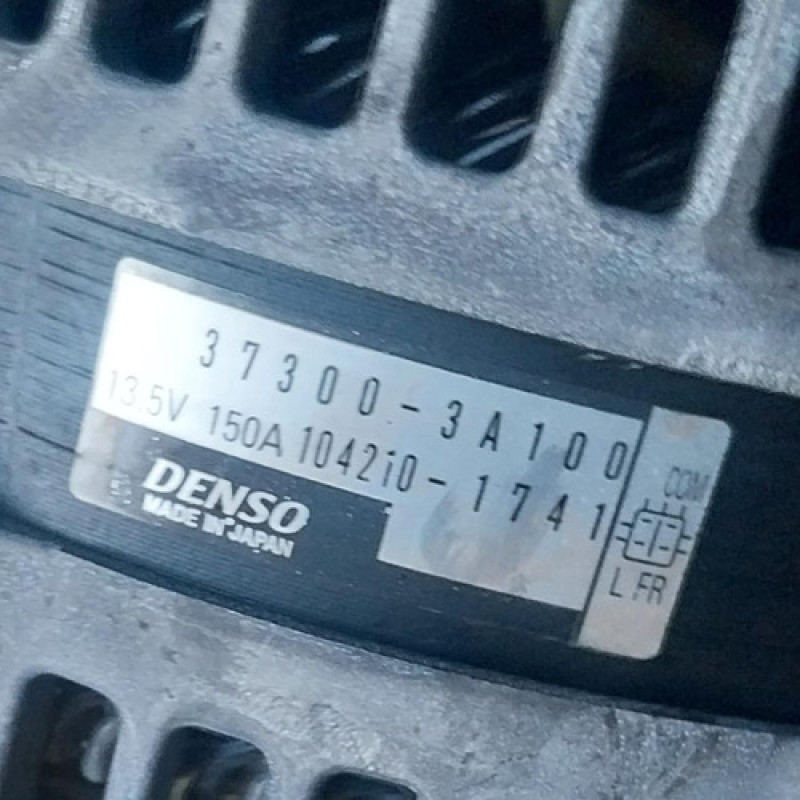 37300-3A100
13.5V 150A 104210-1741
DENSO
MADE IN JAPAN
COM
L FR